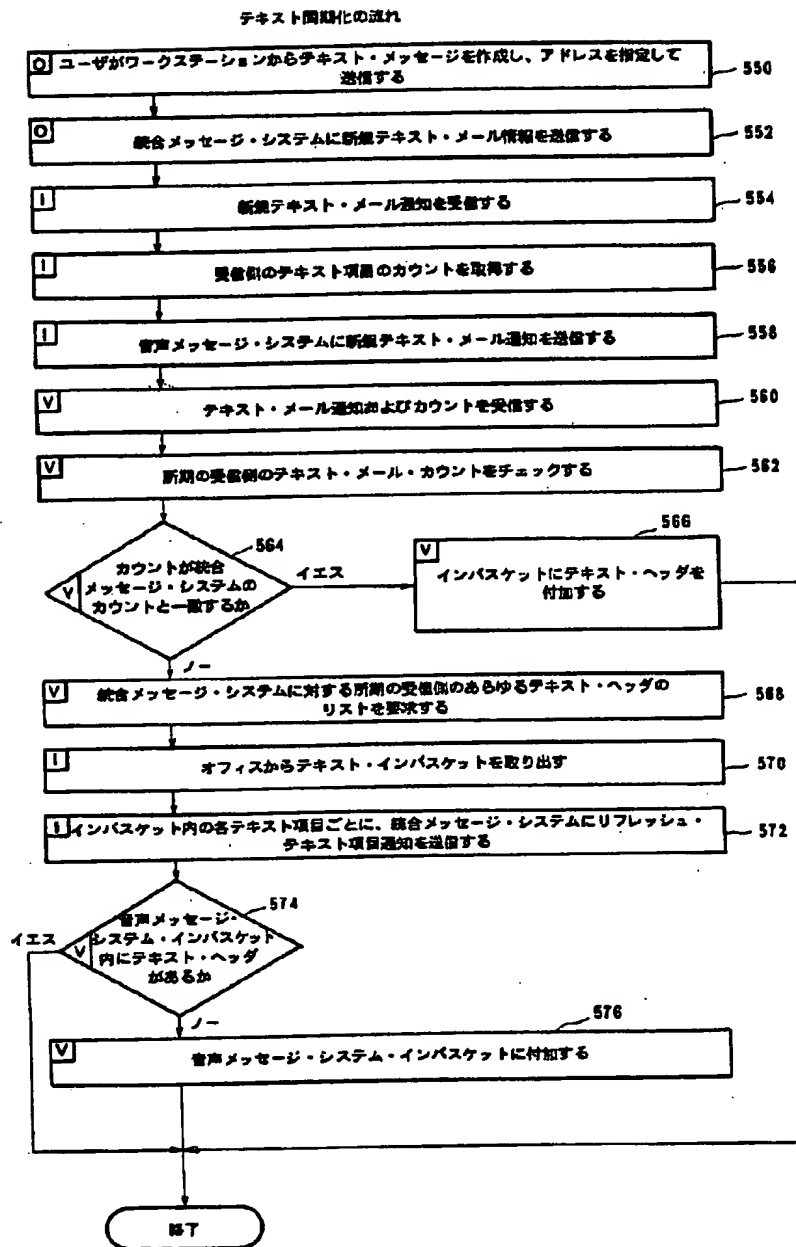 テキスト同期化の流れ
O ユーザがワークステーションからテキスト・メッセージを作成し、アドレスを指定して
送信する
550
O 統合メッセージ・システムに新規テキスト・メール情報を送信する
552
I 新規テキスト・メール通知を受信する
554
I 受信側のテキスト項目のカウントを取得する
556
I 音声メッセージ・システムに新規テキスト・メール通知を送信する
558
V テキスト・メール通知およびカウントを受信する
560
V 所期の受信側のテキスト・メール・カウントをチェックする
562
564
カウントが統合
メッセージ・システムの
V カウントと一致するか
イエス
566
V インバスケットにテキスト・ヘッダを
付加する
ノー
V 統合メッセージ・システムに対する所期の受信側のあらゆるテキスト・ヘッダの
リストを要求する
568
I オフィスからテキスト・インバスケットを取り出す
570
I インバスケット内の各テキスト項目ごとに、統合メッセージ・システムにリフレッシュ・
テキスト項目通知を送信する
572
574
イエス
音声メッセージ・
V システム・インバスケット
内にテキスト・ヘッダ
があるか
ノー
576
V 音声メッセージ・システム・インバスケットに付加する
終了